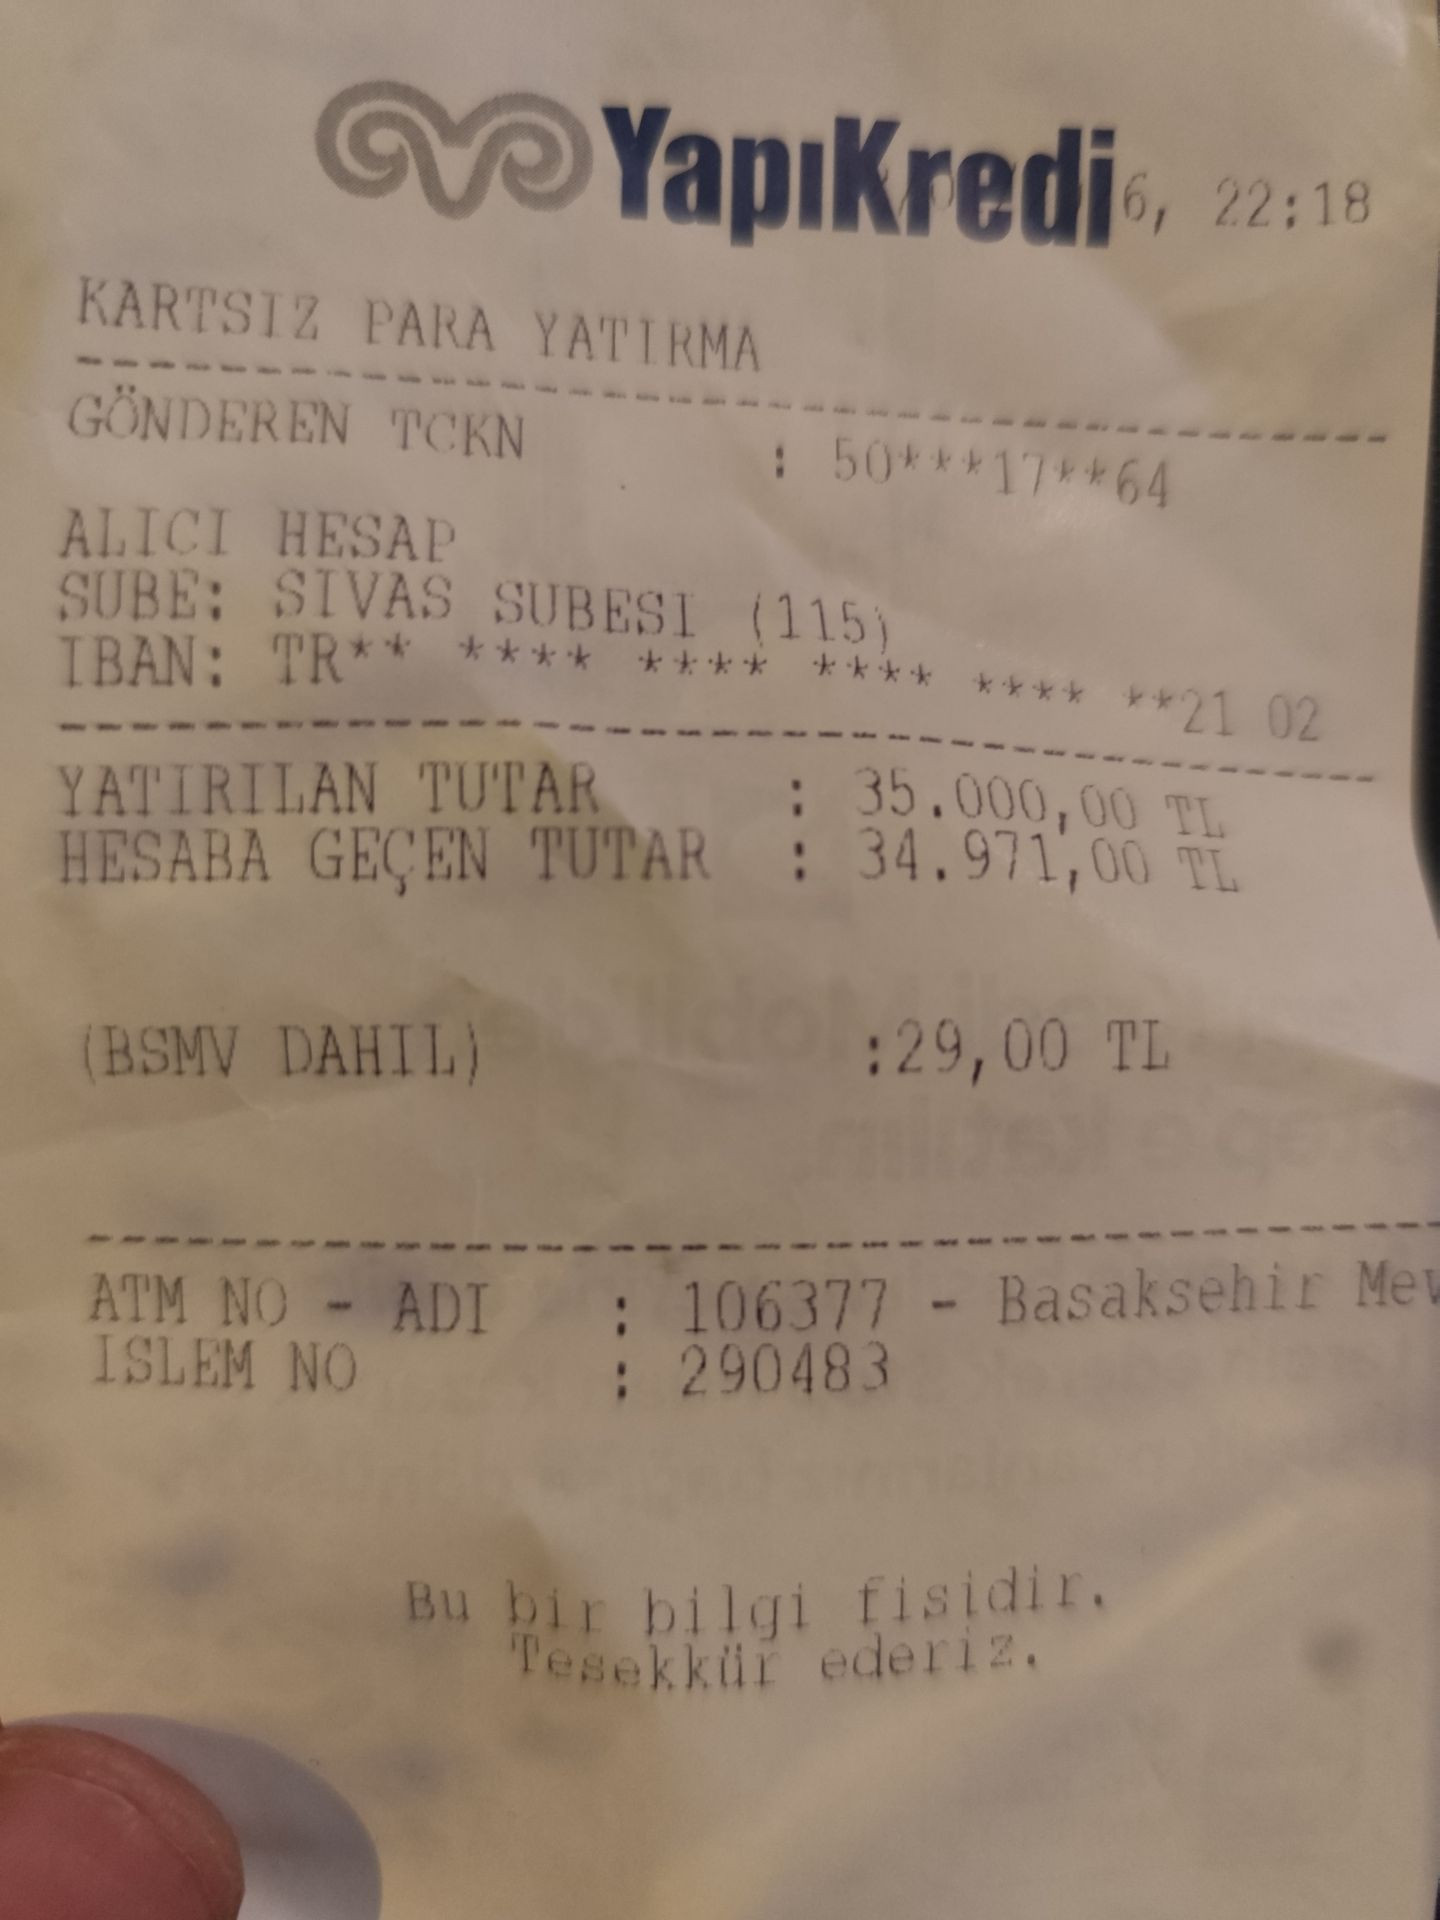 YapıKredi
6, 22:18
KARTSIZ PARA YATIRMA
GÖNDEREN TCKN : 50***17**64
ALICI HESAP
SUBE: SIVAS SUBESI (115)
IBAN: TR** **** **** **** **** **21 02
YATIRILAN TUTAR : 35.000,00 TL
HESABA GEÇEN TUTAR : 34.971,00 TL
(BSMV DAHIL) :29,00 TL
ATM NO - ADI : 106377 - Basaksehir Mev
ISLEM NO : 290483
Bu bir bilgi fisidir.
Tesekkür ederiz.